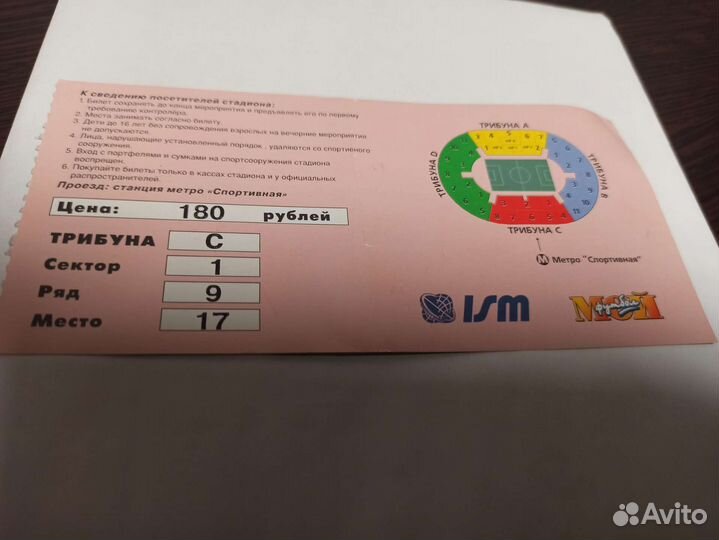 К сведению посетителей стадиона:
1. Билет сохранять до конца мероприятия и предъявлять его по первому
требованию контролёра.
2. Места занимать согласно билету.
3. Дети до 16 лет без сопровождения взрослых на вечерние мероприятия
не допускаются.
4. Лица, нарушающие установленный порядок - удаляются со спортивного
сооружения.
5. Вход с портфелями и сумками на спортсооружения стадиона
воспрещен.
6. Покупайте билеты только в кассах стадиона и у официальных
распространителей.
Проезд: станция метро «Спортивная»
Цена: 180 рублей
ТРИБУНА С
Сектор 1
Ряд 9
Место 17
ТРИБУНА А
ТРИБУНА D
ТРИБУНА В
ТРИБУНА С
М Метро "Спортивная"
ISM
МОЙ
футбол
Avito